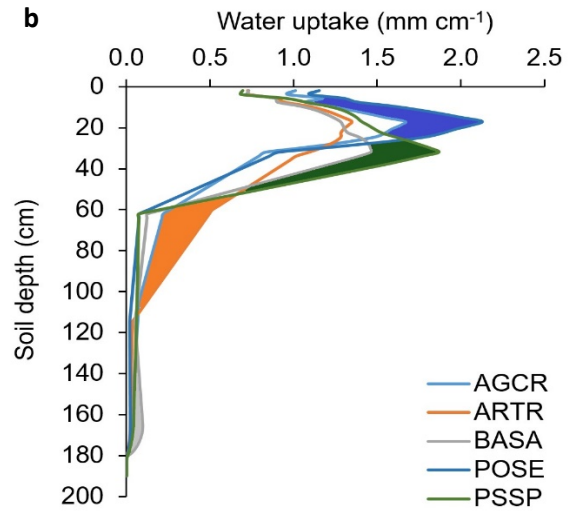 b
Water uptake (mm cm⁻¹)
0.0 0.5 1.0 1.5 2.0 2.5
Soil depth (cm)
0
20
40
60
80
100
120
140
160
180
200
AGCR
ARTR
BASA
POSE
PSSP